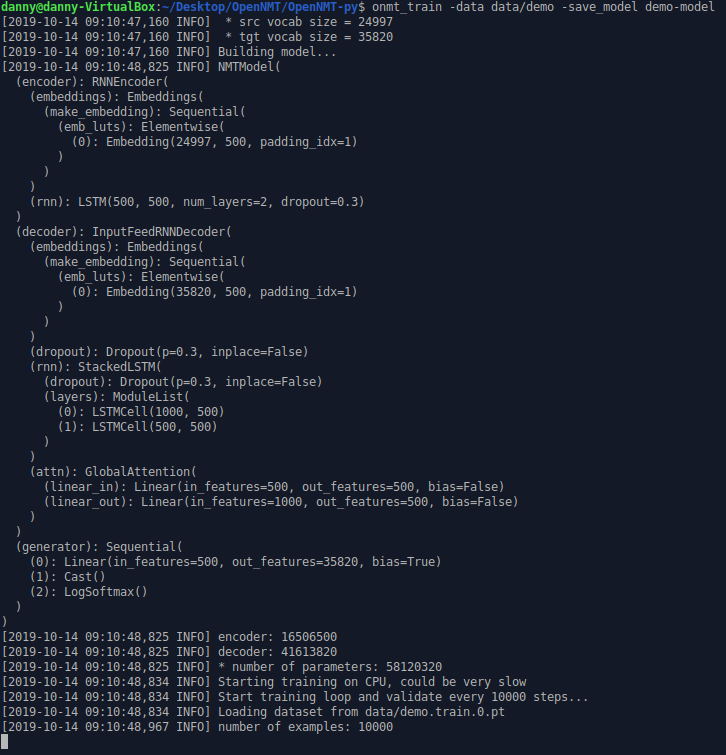 danny@danny-VirtualBox:~/Desktop/OpenNMT/OpenNMT-py$ onmt_train -data data/demo -save_model demo-model
[2019-10-14 09:10:47,160 INFO]  * src vocab size = 24997
[2019-10-14 09:10:47,160 INFO]  * tgt vocab size = 35820
[2019-10-14 09:10:47,160 INFO] Building model...
[2019-10-14 09:10:48,825 INFO] NMTModel(
  (encoder): RNNEncoder(
    (embeddings): Embeddings(
      (make_embedding): Sequential(
        (emb_luts): Elementwise(
          (0): Embedding(24997, 500, padding_idx=1)
        )
      )
    )
    (rnn): LSTM(500, 500, num_layers=2, dropout=0.3)
  )
  (decoder): InputFeedRNNDecoder(
    (embeddings): Embeddings(
      (make_embedding): Sequential(
        (emb_luts): Elementwise(
          (0): Embedding(35820, 500, padding_idx=1)
        )
      )
    )
    (dropout): Dropout(p=0.3, inplace=False)
    (rnn): StackedLSTM(
      (dropout): Dropout(p=0.3, inplace=False)
      (layers): ModuleList(
        (0): LSTMCell(1000, 500)
        (1): LSTMCell(500, 500)
      )
    )
    (attn): GlobalAttention(
      (linear_in): Linear(in_features=500, out_features=500, bias=False)
      (linear_out): Linear(in_features=1000, out_features=500, bias=False)
    )
  )
  (generator): Sequential(
    (0): Linear(in_features=500, out_features=35820, bias=True)
    (1): Cast()
    (2): LogSoftmax()
  )
)
[2019-10-14 09:10:48,825 INFO] encoder: 16506500
[2019-10-14 09:10:48,825 INFO] decoder: 41613820
[2019-10-14 09:10:48,825 INFO] * number of parameters: 58120320
[2019-10-14 09:10:48,834 INFO] Starting training on CPU, could be very slow
[2019-10-14 09:10:48,834 INFO] Start training loop and validate every 10000 steps...
[2019-10-14 09:10:48,834 INFO] Loading dataset from data/demo.train.0.pt
[2019-10-14 09:10:48,967 INFO] number of examples: 10000